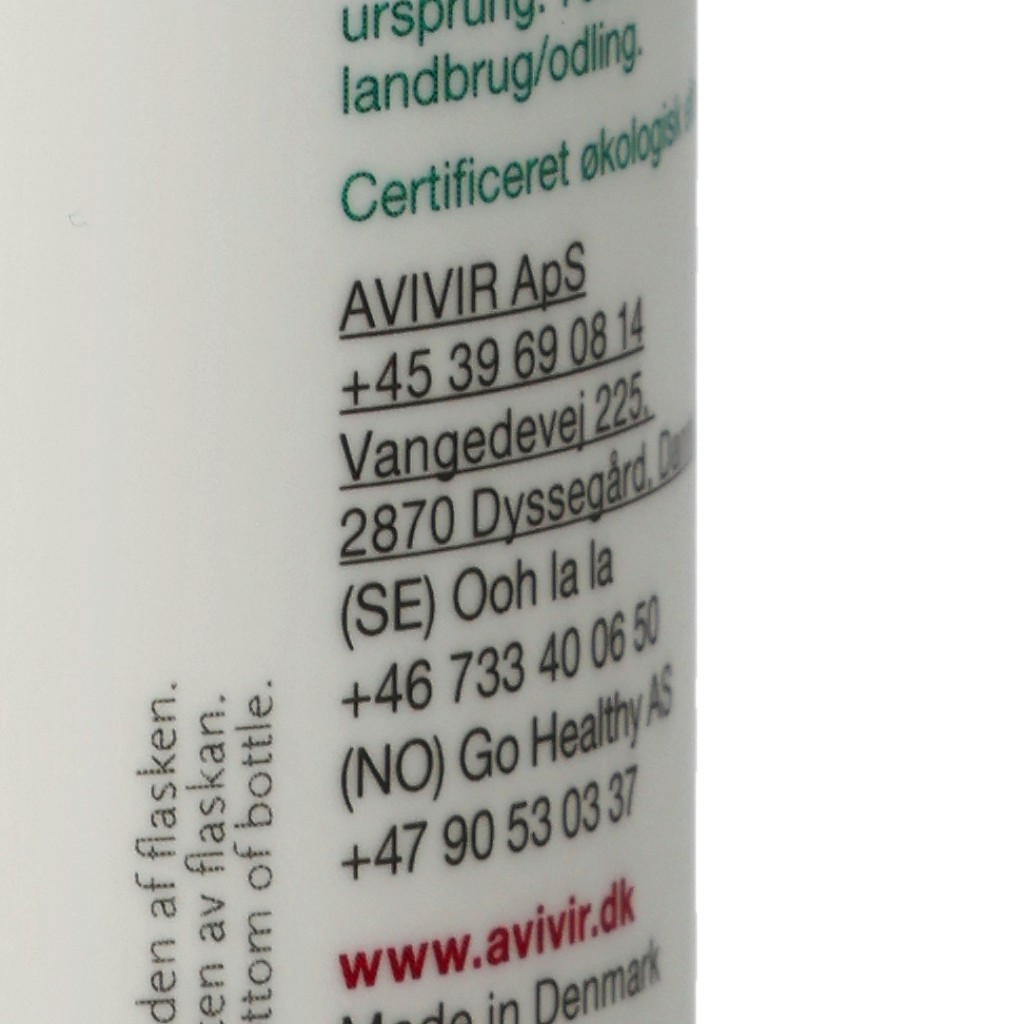 ursprung.
landbrug/odling.
Certificeret økologisk
AVIVIR ApS
+45 39 69 08 14
Vangedevej 225,
2870 Dyssegård,
(SE) Ooh la la
+46 733 40 06 50
(NO) Go Healthy AS
+47 90 53 03 37
www.avivir.dk
Made in Denmark
den af flasken.
en av flaskan.
ttom of bottle.